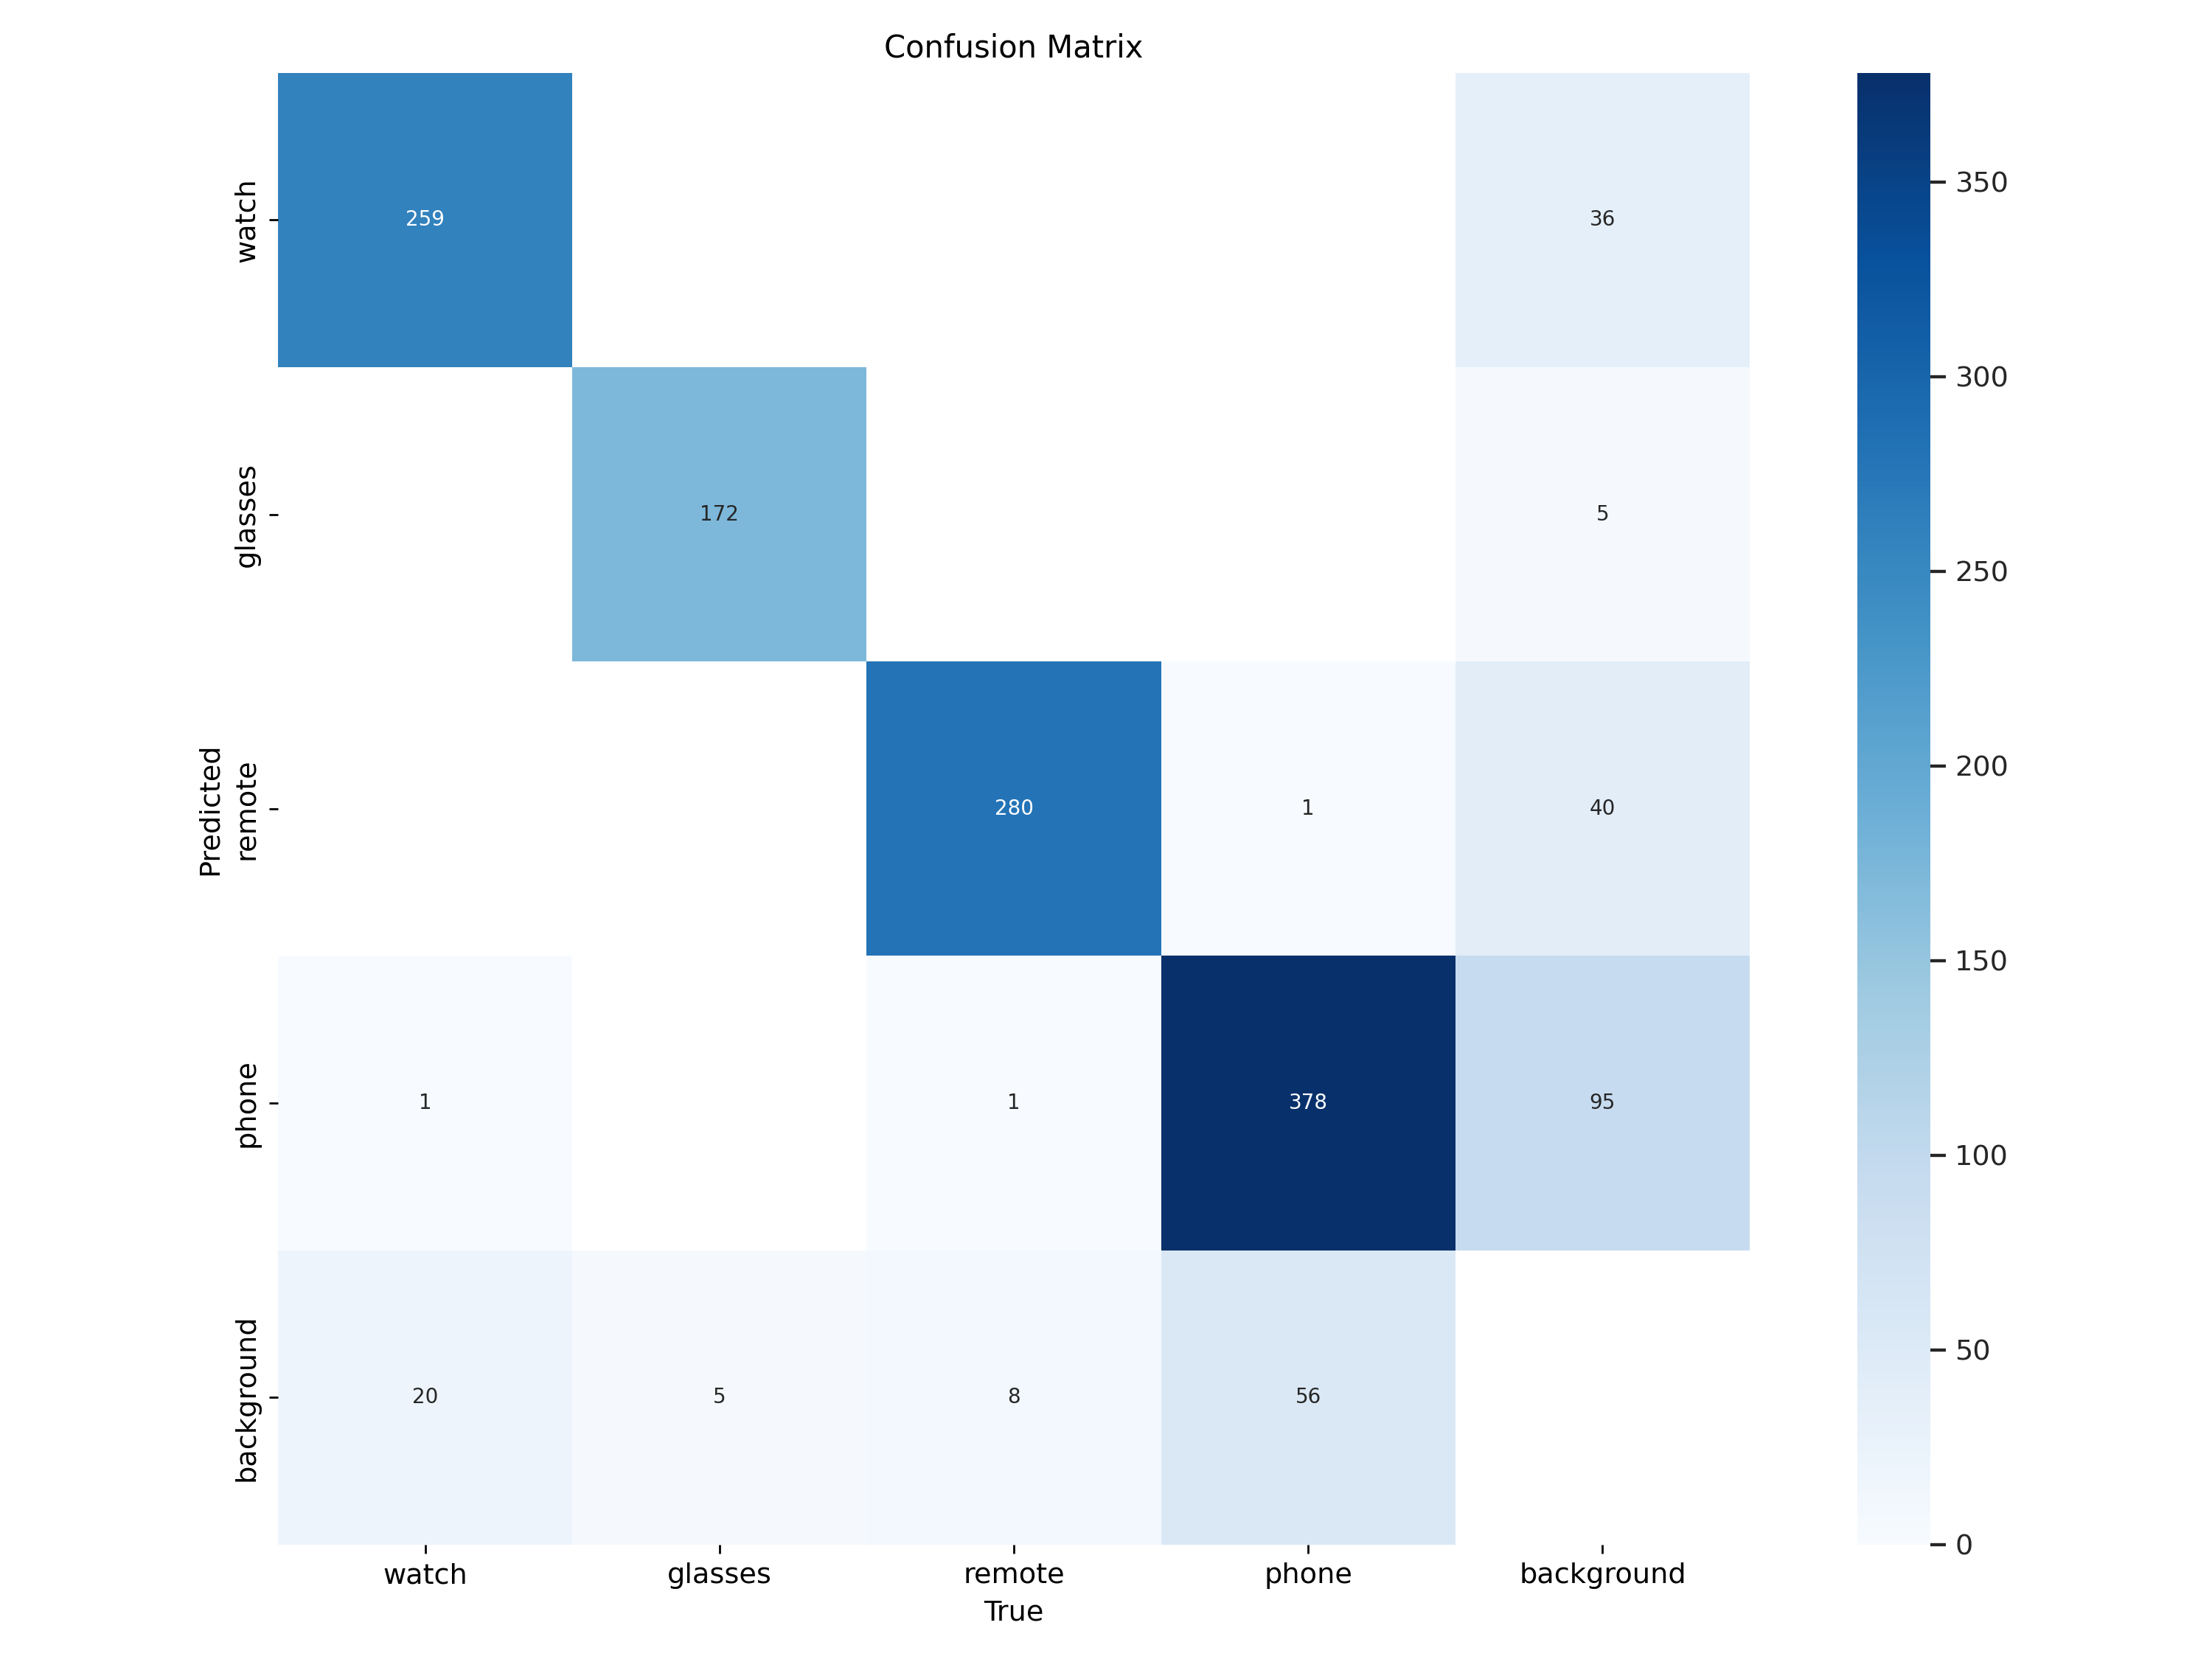 Confusion Matrix
watch
259
36
glasses
172
5
Predicted
remote
280
1
40
phone
1
1
378
95
background
20
5
8
56
watch
glasses
remote
phone
background
True
350
300
250
200
150
100
50
0